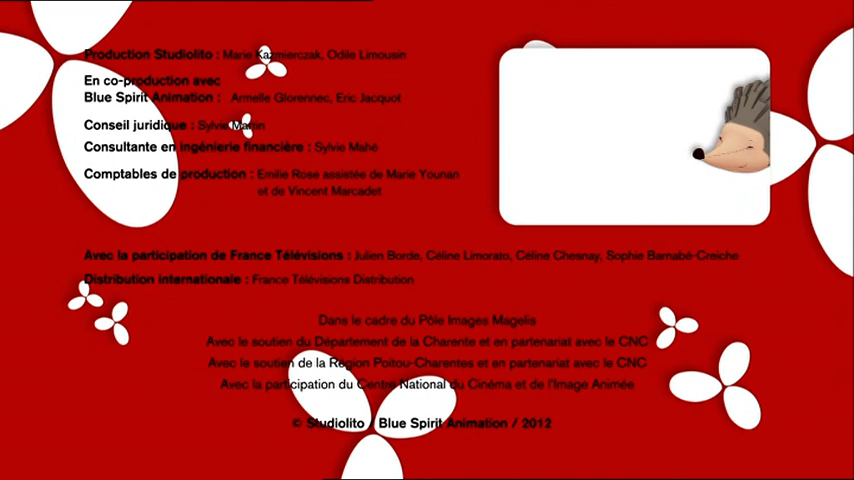 Production Studiolito : Marie Kazmierczak, Odile Limousin
En co-production avec
Blue Spirit Animation : Armelle Glorennec, Eric Jacquot
Conseil juridique : Sylvie Martin
Consultante en ingénierie financière : Sylvie Mahé
Comptables de production : Emilie Rose assistée de Marie Younan
et de Vincent Marcadet
Avec la participation de France Télévisions : Julien Borde, Céline Limorato, Céline Chesnay, Sophie Barnabé-Creiche
Distribution internationale : France Télévisions Distribution
Dans le cadre du Pôle Images Magelis
Avec le soutien du Département de la Charente et en partenariat avec le CNC
Avec le soutien de la Région Poitou-Charentes et en partenariat avec le CNC
Avec la participation du Centre National du Cinéma et de l'Image Animée
© Studiolito / Blue Spirit Animation / 2012